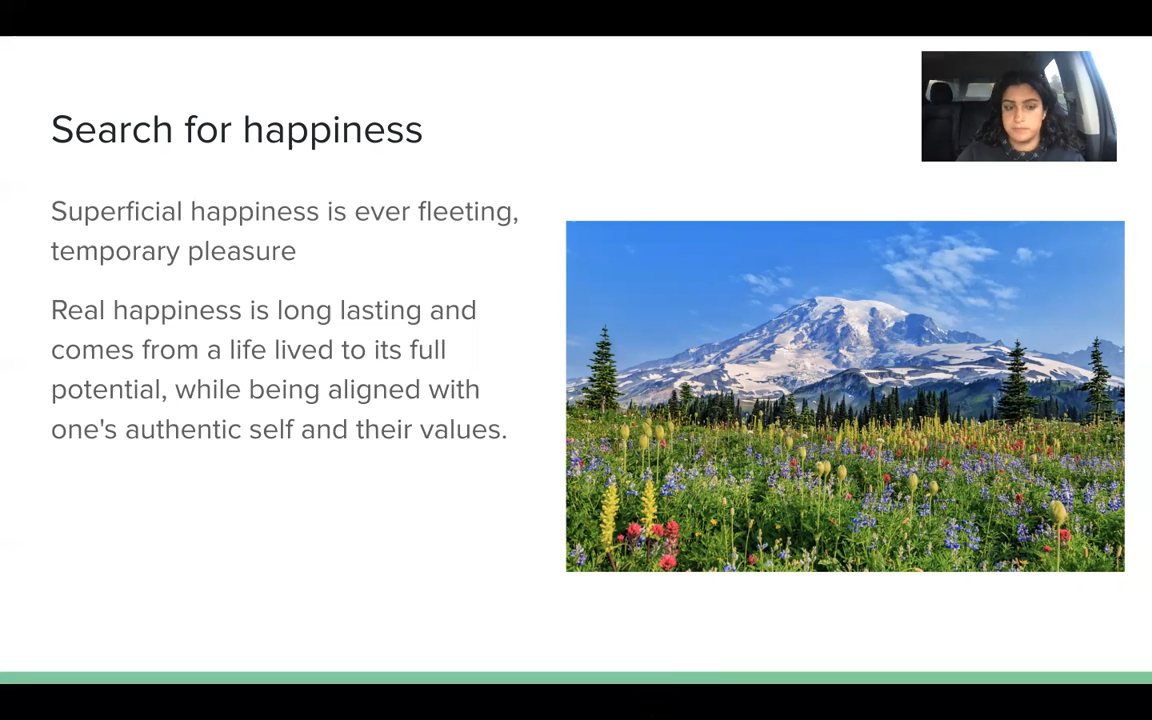 Search for happiness
Superficial happiness is ever fleeting,
temporary pleasure
Real happiness is long lasting and
comes from a life lived to its full
potential, while being aligned with
one's authentic self and their values.